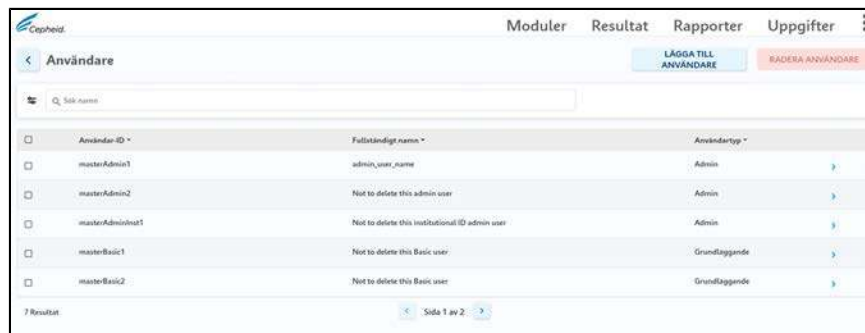 Cepheid.
Moduler Resultat Rapporter Uppgifter
Användare
LÄGGA TILL
ANVÄNDARE
RADERA ANVÄNDARE
Sök namn
Användar-ID Fullständigt namn Användartyp
masterAdmin1 admin_user_name Admin
masterAdmin2 Not to delete this admin user Admin
masterAdminInst1 Not to delete this institutional ID admin user Admin
masterBasic1 Not to delete this Basic user Grundläggande
masterBasic2 Not to delete this Basic user Grundläggande
7 Resultat Sida 1 av 2